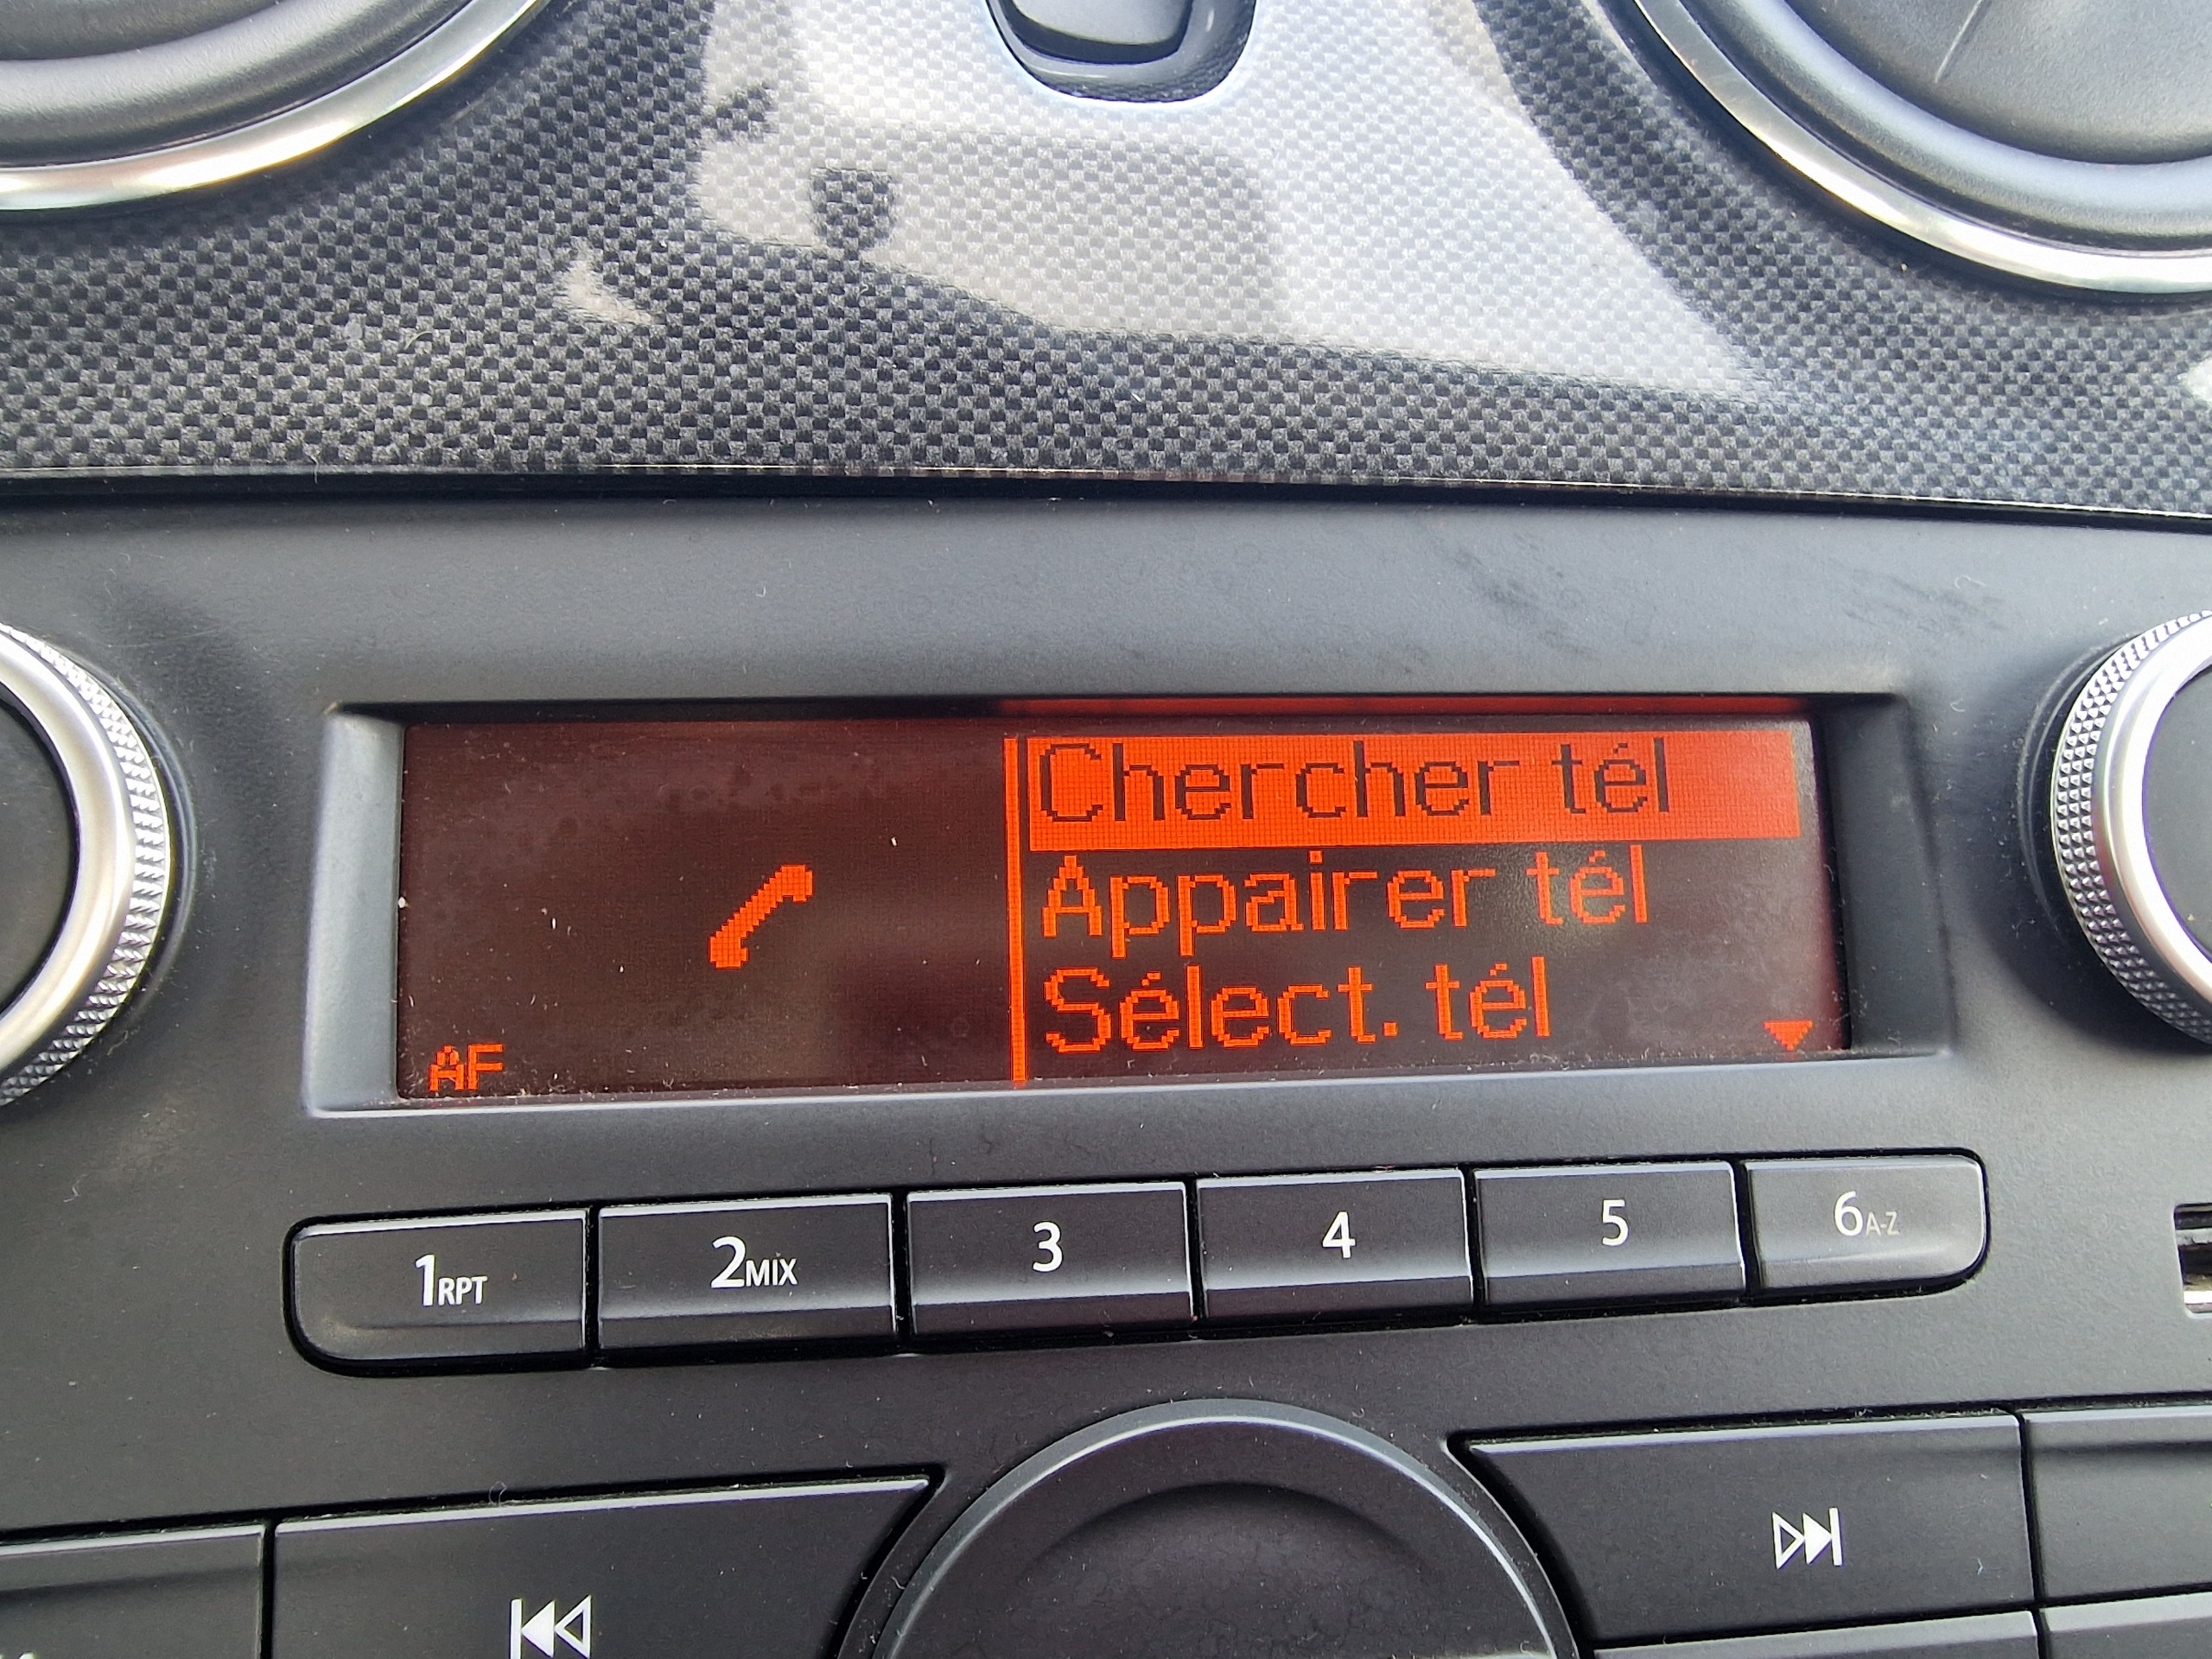 Chercher tél
Appairer tél
Sélect. tél
AF
1RPT
2MIX
3
4
5
6A-Z